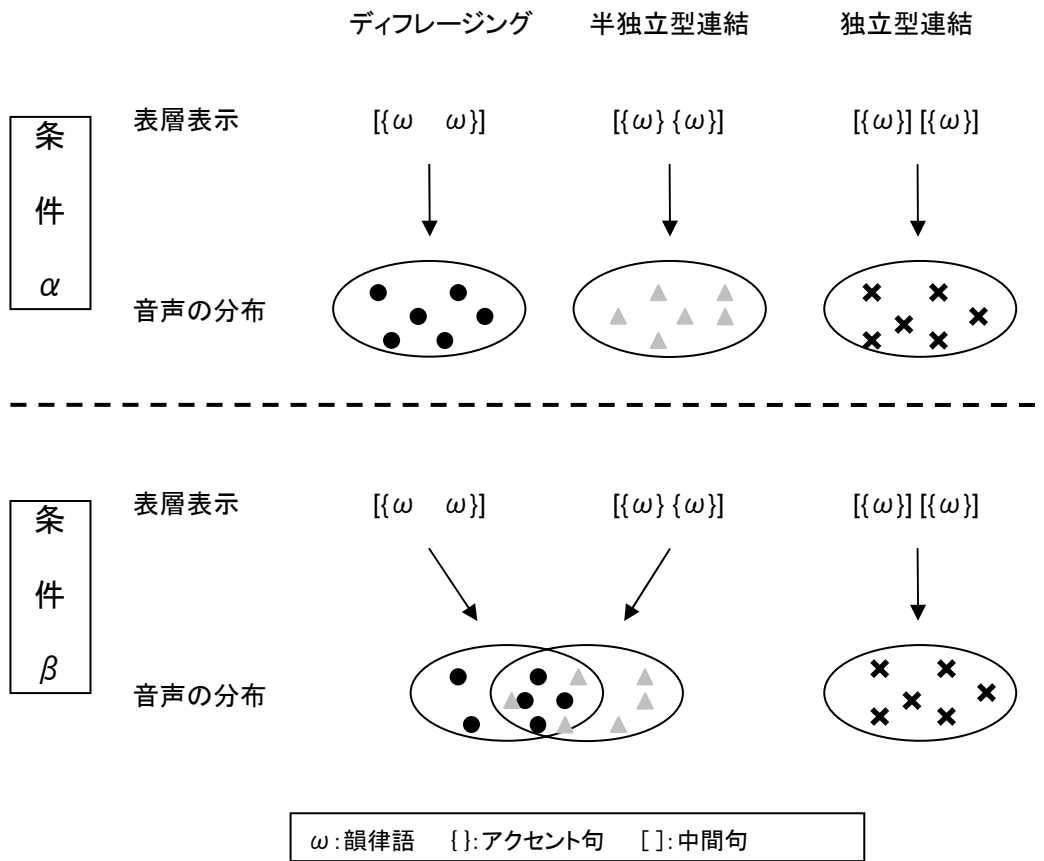 ディフレージング 半独立型連結 独立型連結
表層表示 [{ω ω}] [{ω} {ω}] [{ω}] [{ω}]
条件α
音声の分布
表層表示 [{ω ω}] [{ω} {ω}] [{ω}] [{ω}]
条件β
音声の分布
ω:韻律語 { }:アクセント句 [ ]:中間句